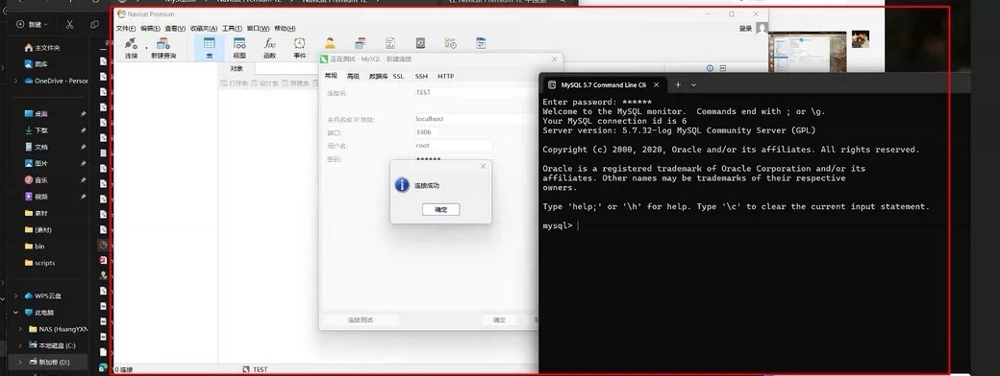 新建
主文件夹
图库
OneDrive - Persor
桌面
下载
文档
图片
音乐
视频
素材
(素材)
bin
scripts
WPS云盘
此电脑
NAS (HuangYXN
本地磁盘 (C:)
新加卷 (D:)
Navicat Premium
文件(F) 编辑(E) 查看(V) 收藏夹(A) 工具(T) 窗口(W) 帮助(H)
登录
连接
新建查询
表
视图
函数
事件
对象
打开表 设计表 新建表
0 连接
TEST
正在测试 - MySQL - 新建连接
常规 高级 数据库 SSL SSH HTTP
连接名: TEST
主机名或 IP 地址: localhost
端口: 3306
用户名: root
密码: ******
连接成功
确定
连接测试
确定
MySQL 5.7 Command Line Cli
Enter password: ******
Welcome to the MySQL monitor.  Commands end with ; or \g.
Your MySQL connection id is 6
Server version: 5.7.32-log MySQL Community Server (GPL)
Copyright (c) 2000, 2020, Oracle and/or its affiliates. All rights reserved.
Oracle is a registered trademark of Oracle Corporation and/or its
affiliates. Other names may be trademarks of their respective
owners.
Type 'help;' or '\h' for help. Type '\c' to clear the current input statement.
mysql>